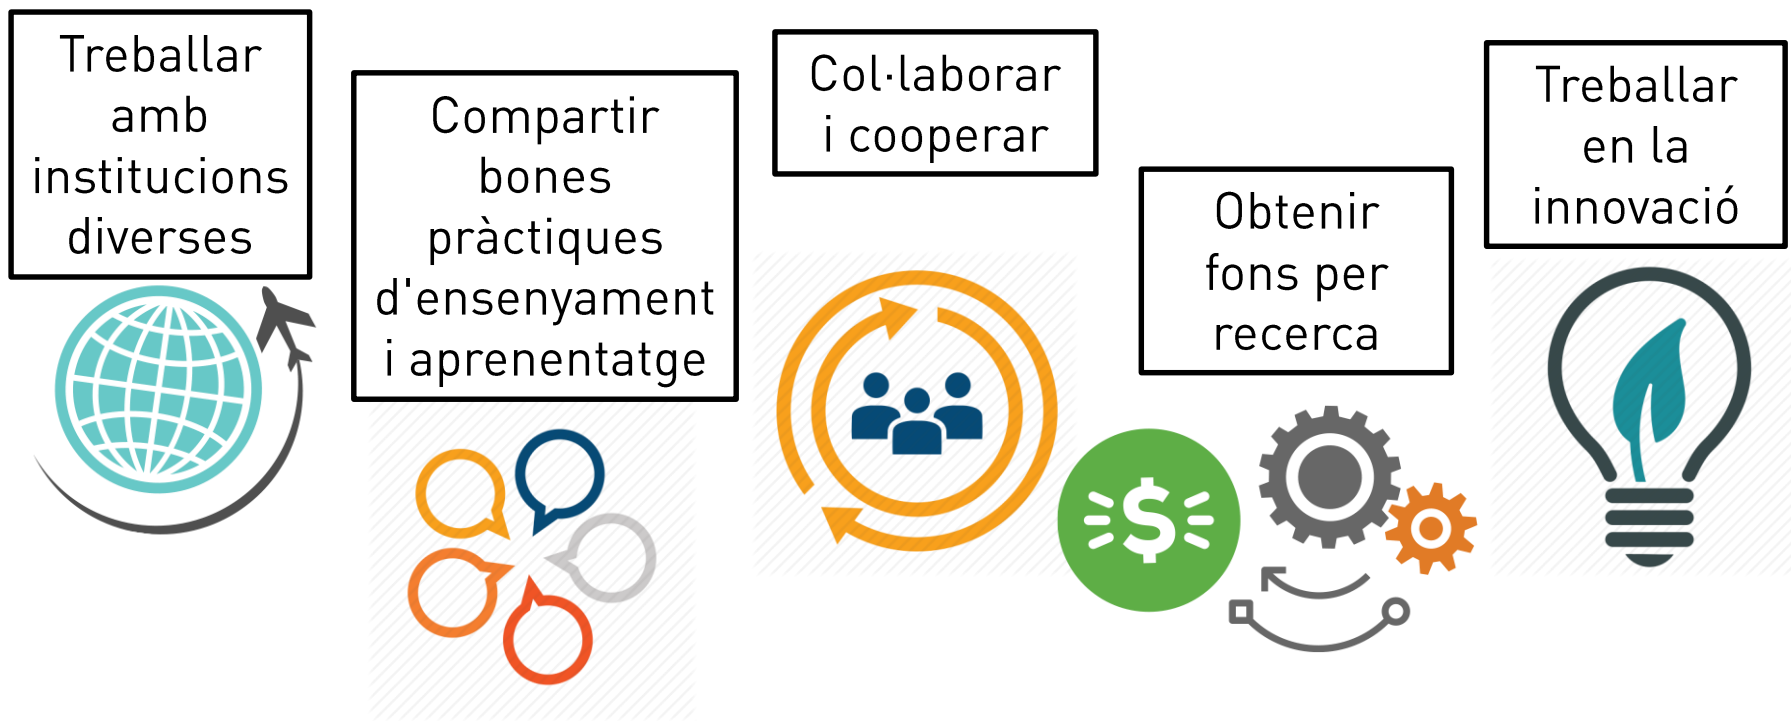 Treballar
amb
institucions
diverses
Compartir
bones
pràctiques
d'ensenyament
i aprenentatge
Col·laborar
i cooperar
Obtenir
fons per
recerca
Treballar
en la
innovació
$